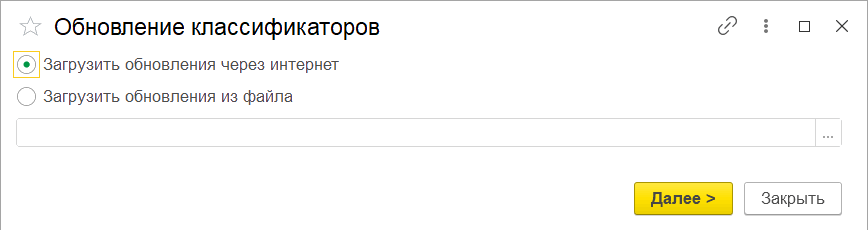 Обновление классификаторов
Загрузить обновления через интернет
Загрузить обновления из файла
...
Далее > Закрыть